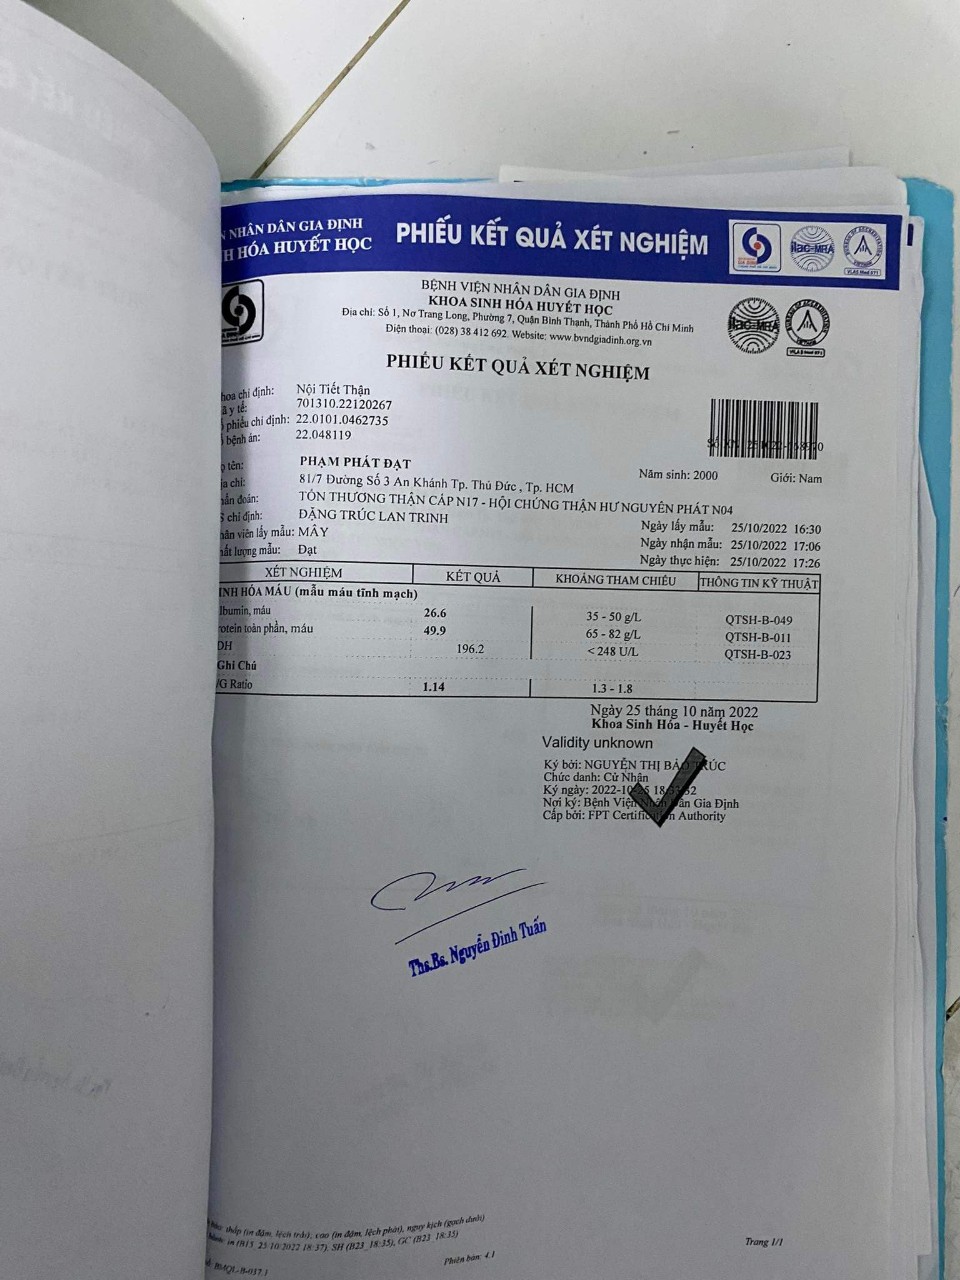 NHÂN DÂN GIA ĐỊNH
HÓA HUYẾT HỌC
PHIẾU KẾT QUẢ XÉT NGHIỆM
ilac-MRA
VILAS Med 071
BỆNH VIỆN NHÂN DÂN GIA ĐỊNH
KHOA SINH HÓA HUYẾT HỌC
Địa chỉ: Số 1, Nơ Trang Long, Phường 7, Quận Bình Thạnh, Thành Phố Hồ Chí Minh
Điện thoại: (028) 38 412 692. Website: www.bvndgiadinh.org.vn
ilac-MRA
VILAS Med 071
PHIẾU KẾT QUẢ XÉT NGHIỆM
hoa chỉ định: Nội Tiết Thận
ã y tế: 701310.22120267
phiếu chỉ định: 22.0101.0462735
bệnh án: 22.048119
tên: PHẠM PHÁT ĐẠT
Năm sinh: 2000
Giới: Nam
ịa chỉ: 81/7 Đường Số 3 An Khánh Tp. Thủ Đức , Tp. HCM
hẩn đoán: TỔN THƯƠNG THẬN CẤP N17 - HỘI CHỨNG THẬN HƯ NGUYÊN PHÁT N04
S chỉ định: ĐẶNG TRÚC LAN TRINH
Ngày lấy mẫu: 25/10/2022 16:30
hân viên lấy mẫu: MÂY
Ngày nhận mẫu: 25/10/2022 17:06
hất lượng mẫu: Đạt
Ngày thực hiện: 25/10/2022 17:26
XÉT NGHIỆM KẾT QUẢ KHOẢNG THAM CHIẾU THÔNG TIN KỸ THUẬT
INH HÓA MÁU (mẫu máu tĩnh mạch)
lbumin, máu 26.6 35 - 50 g/L QTSH-B-049
rotein toàn phần, máu 49.9 65 - 82 g/L QTSH-B-011
DH 196.2 < 248 U/L QTSH-B-023
Ghi Chú
/G Ratio 1.14 1.3 - 1.8
Ngày 25 tháng 10 năm 2022
Khoa Sinh Hóa - Huyết Học
Validity unknown
Ký bởi: NGUYỄN THỊ BẢO TRÚC
Chức danh: Cử Nhân
Ký ngày: 2022-10-
Nơi ký: Bệnh Viện Nhân Dân Gia Định
Cấp bởi: FPT Certification Authority
Ths.Bs. Nguyễn Đình Tuấn
thấp (in đậm, lệch trái), cao (in đậm, lệch phải), nguy kịch (gạch dưới)
in (B15_25/10/2022 18:37), SH (B23_18:35), GC (B23_18:35)
BMQL-B-037.1
Phiên bản: 4.1
Trang 1/1